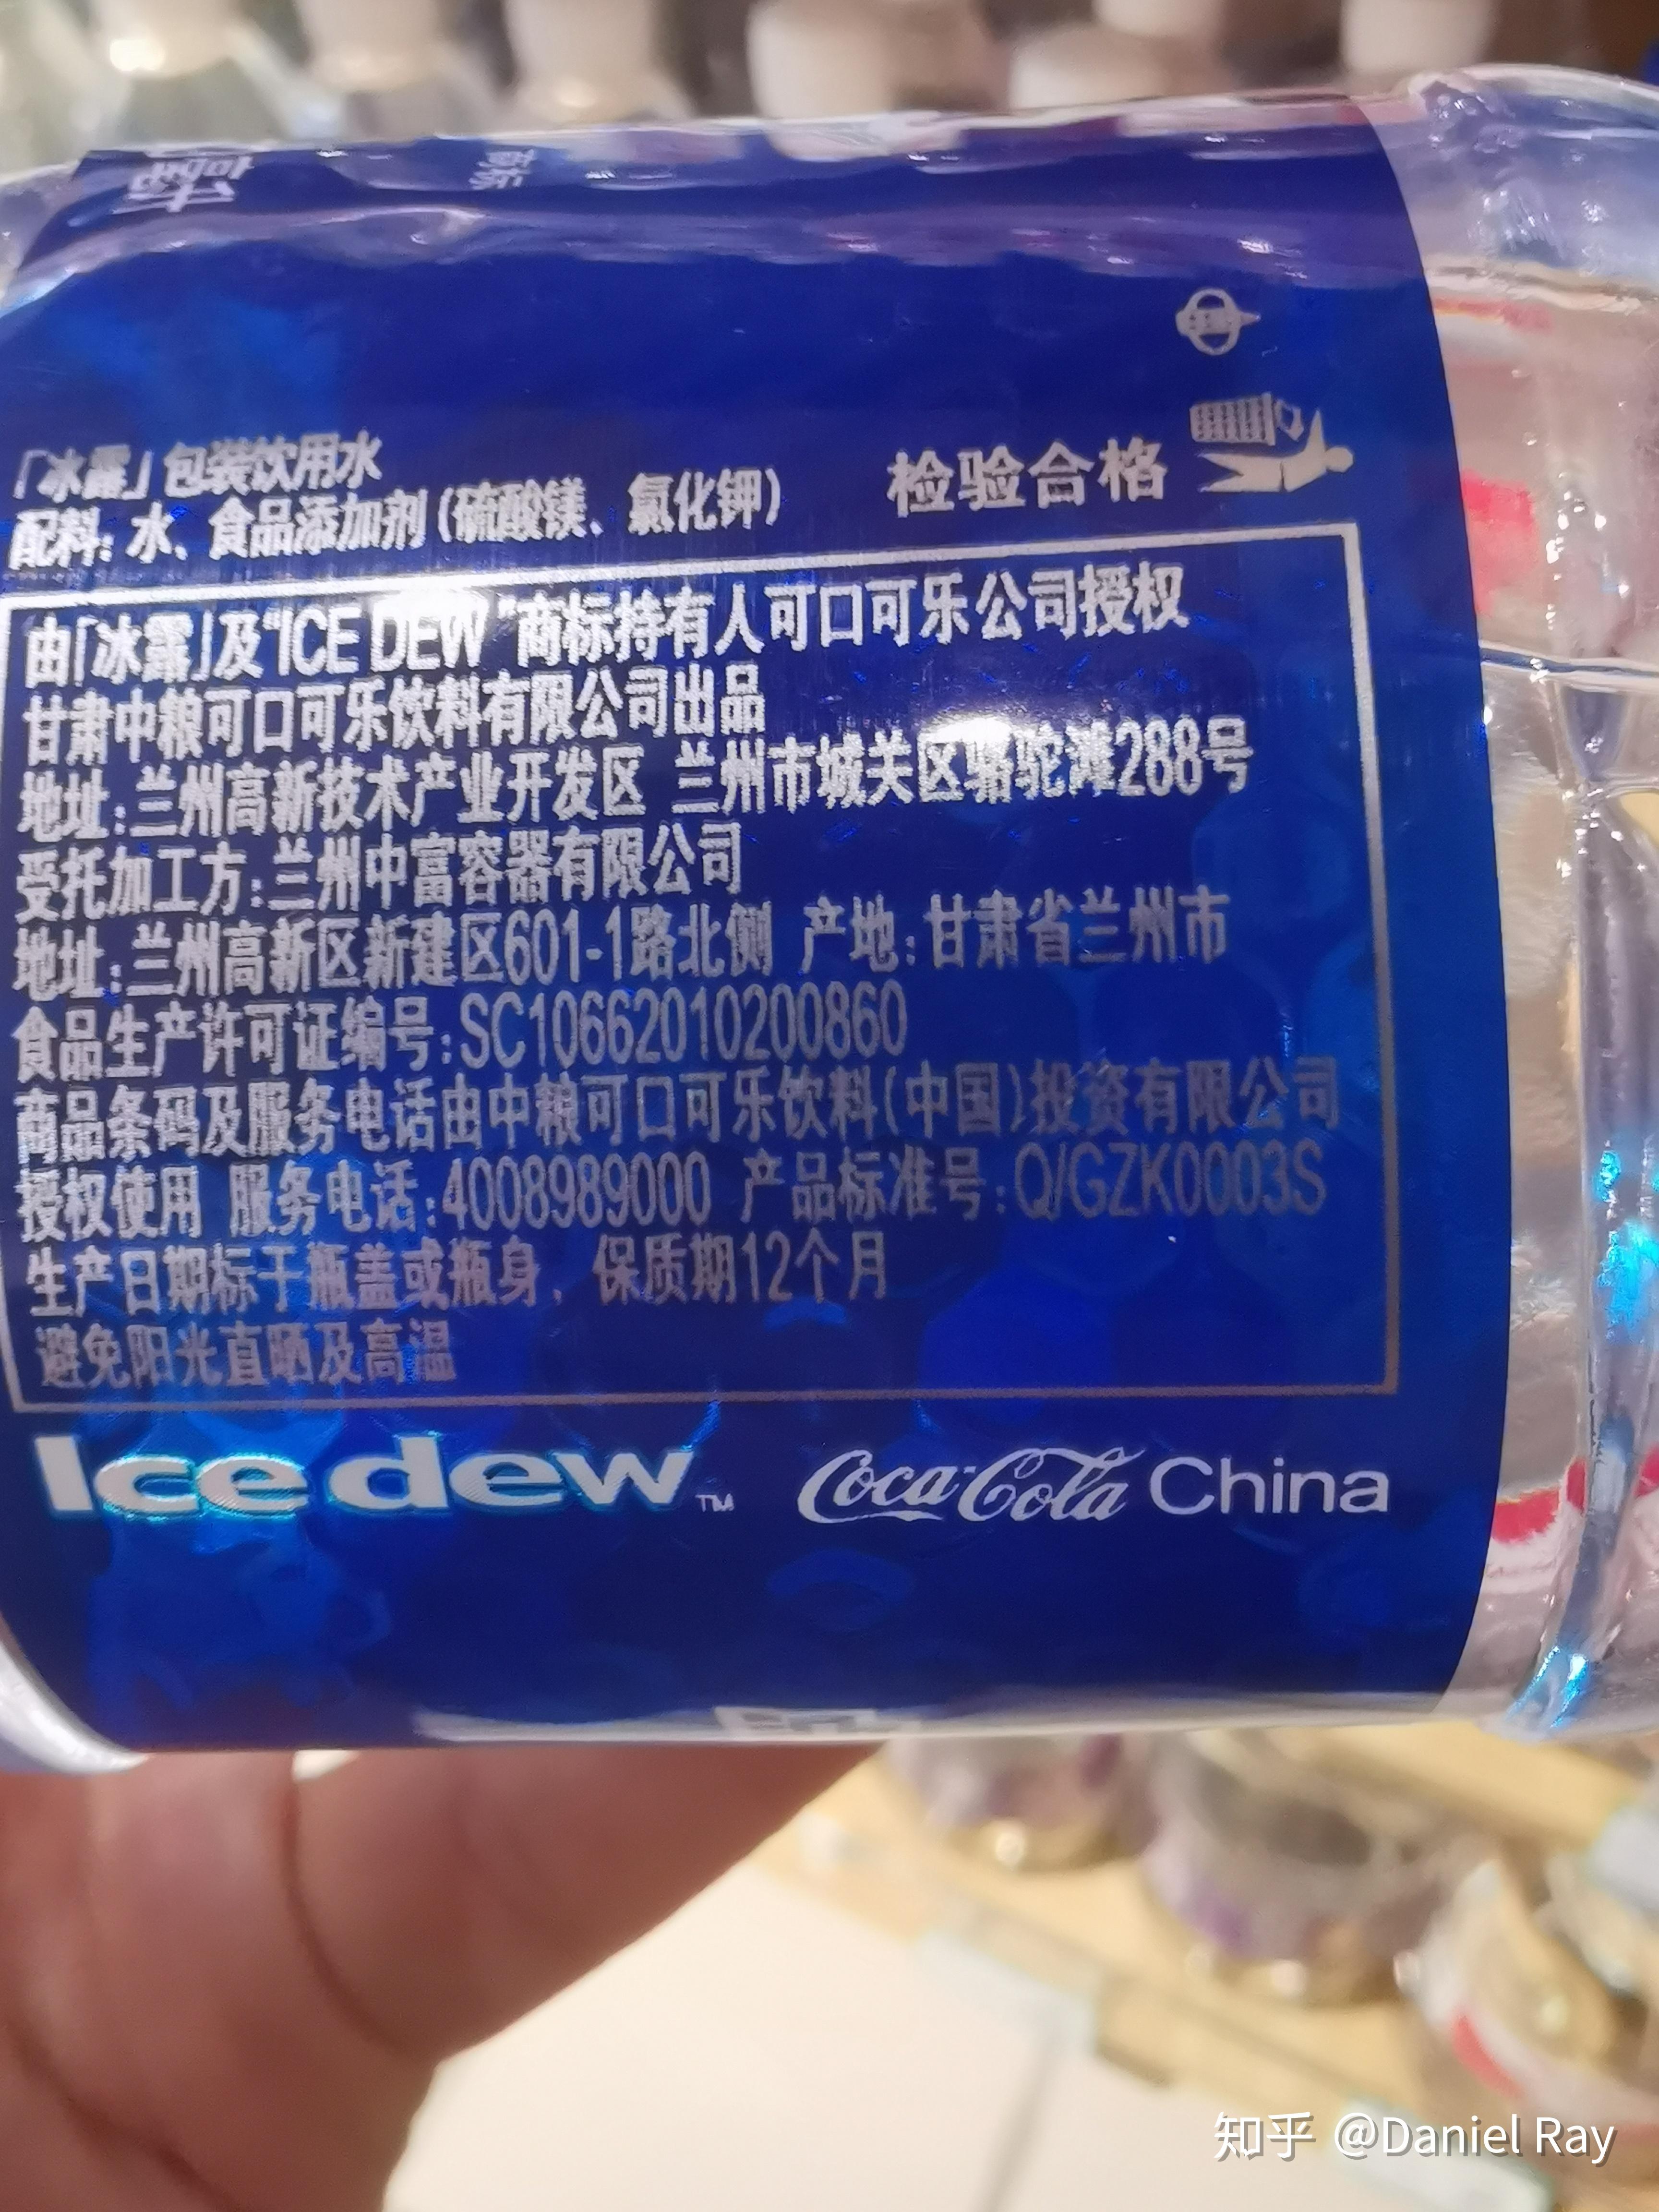 「冰露」包装饮用水
配料: 水、食品添加剂 (硫酸镁、氯化钾)
检验合格
由「冰露」及“ICE DEW”商标持有人可口可乐公司授权
甘肃中粮可口可乐饮料有限公司出品
地址:兰州高新技术产业开发区 兰州市城关区骆驼滩288号
受托加工方:兰州中富容器有限公司
地址:兰州高新区新建区601-1路北侧 产地:甘肃省兰州市
食品生产许可证编号:SC10662010200860
商品条码及服务电话由中粮可口可乐饮料(中国)投资有限公司
授权使用 服务电话:4008989000 产品标准号:Q/GZK0003S
生产日期标于瓶盖或瓶身, 保质期12个月
避免阳光直晒及高温
Ice dew™ Coca-Cola China
知乎 @Daniel Ray